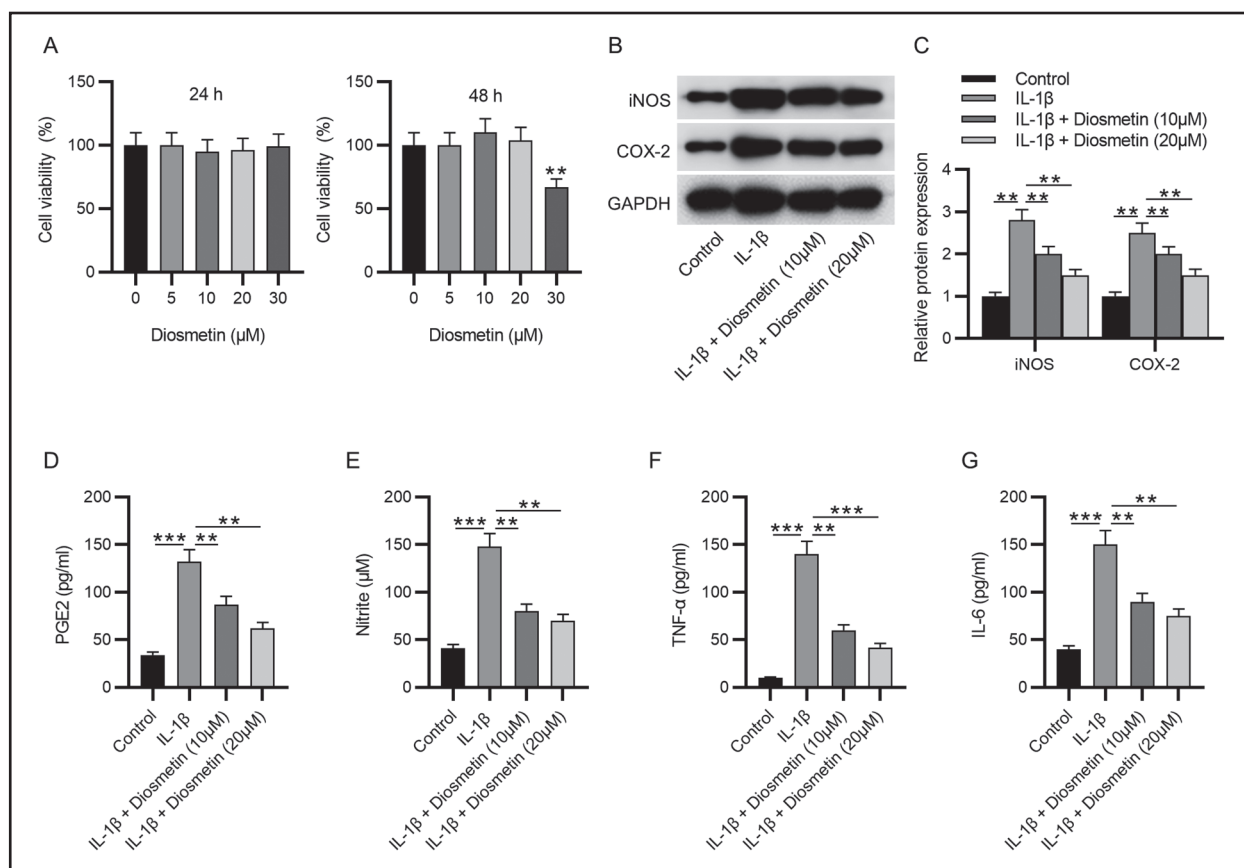 A
150
100
50
0
Cell viability (%)
24 h
0 5 10 20 30
Diosmetin (µM)
150
100
50
0
Cell viability (%)
48 h
**
0 5 10 20 30
Diosmetin (µM)
B
iNOS
COX-2
GAPDH
Control
IL-1β
IL-1β + Diosmetin (10µM)
IL-1β + Diosmetin (20µM)
C
Control
IL-1β
IL-1β + Diosmetin (10µM)
IL-1β + Diosmetin (20µM)
4
3
2
1
0
Relative protein expression
**
** **
**
** **
iNOS COX-2
D
200
150
100
50
0
PGE2 (pg/ml)
**
*** **
Control
IL-1β
IL-1β + Diosmetin (10µM)
IL-1β + Diosmetin (20µM)
E
200
150
100
50
0
Nitrite (µM)
**
*** **
Control
IL-1β
IL-1β + Diosmetin (10µM)
IL-1β + Diosmetin (20µM)
F
200
150
100
50
0
TNF-α (pg/ml)
***
*** **
Control
IL-1β
IL-1β + Diosmetin (10µM)
IL-1β + Diosmetin (20µM)
G
200
150
100
50
0
IL-6 (pg/ml)
**
*** **
Control
IL-1β
IL-1β + Diosmetin (10µM)
IL-1β + Diosmetin (20µM)